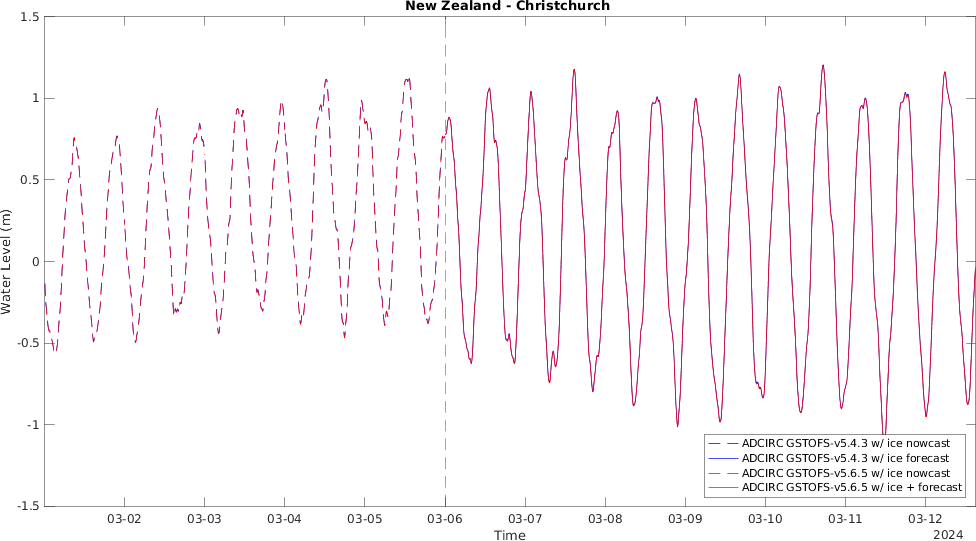 New Zealand - Christchurch
1.5
1
0.5
0
-0.5
-1
-1.5
Water Level (m)
ADCIRC GSTOFS-v5.4.3 w/ ice nowcast
ADCIRC GSTOFS-v5.4.3 w/ ice forecast
ADCIRC GSTOFS-v5.6.5 w/ ice nowcast
ADCIRC GSTOFS-v5.6.5 w/ ice + forecast
03-02 03-03 03-04 03-05 03-06 03-07 03-08 03-09 03-10 03-11 03-12
Time 2024